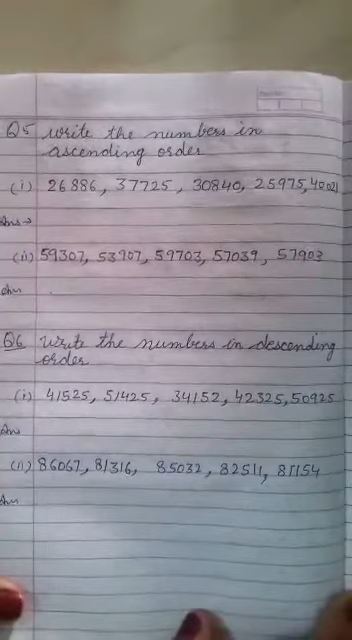 Q5 write the numbers in
ascending order
(i) 26886, 37725, 30840, 25975, 40021
Ans →
(ii) 59307, 53907, 59703, 57039, 57903
Ans
Q6 write the numbers in descending
order
(i) 41525, 51425, 34152, 42325, 50925
Ans
(ii) 86067, 81316, 85032, 82511, 81154
Ans